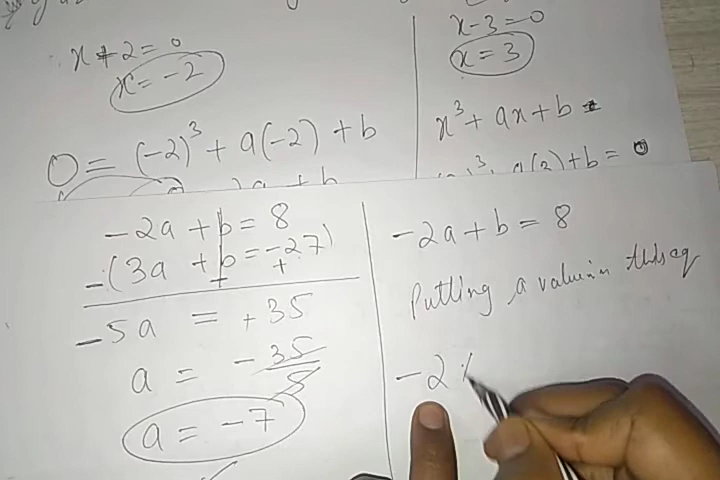 x+2=0
x=-2
x-3=0
x=3
0=(-2)³+a(-2)+b
x³+ax+b=
-2a+b=8
-(3a+b=-27)
+
-5a=+35
a=-35/5
a=-7
-2a+b=8
Putting a value in this eq
-2